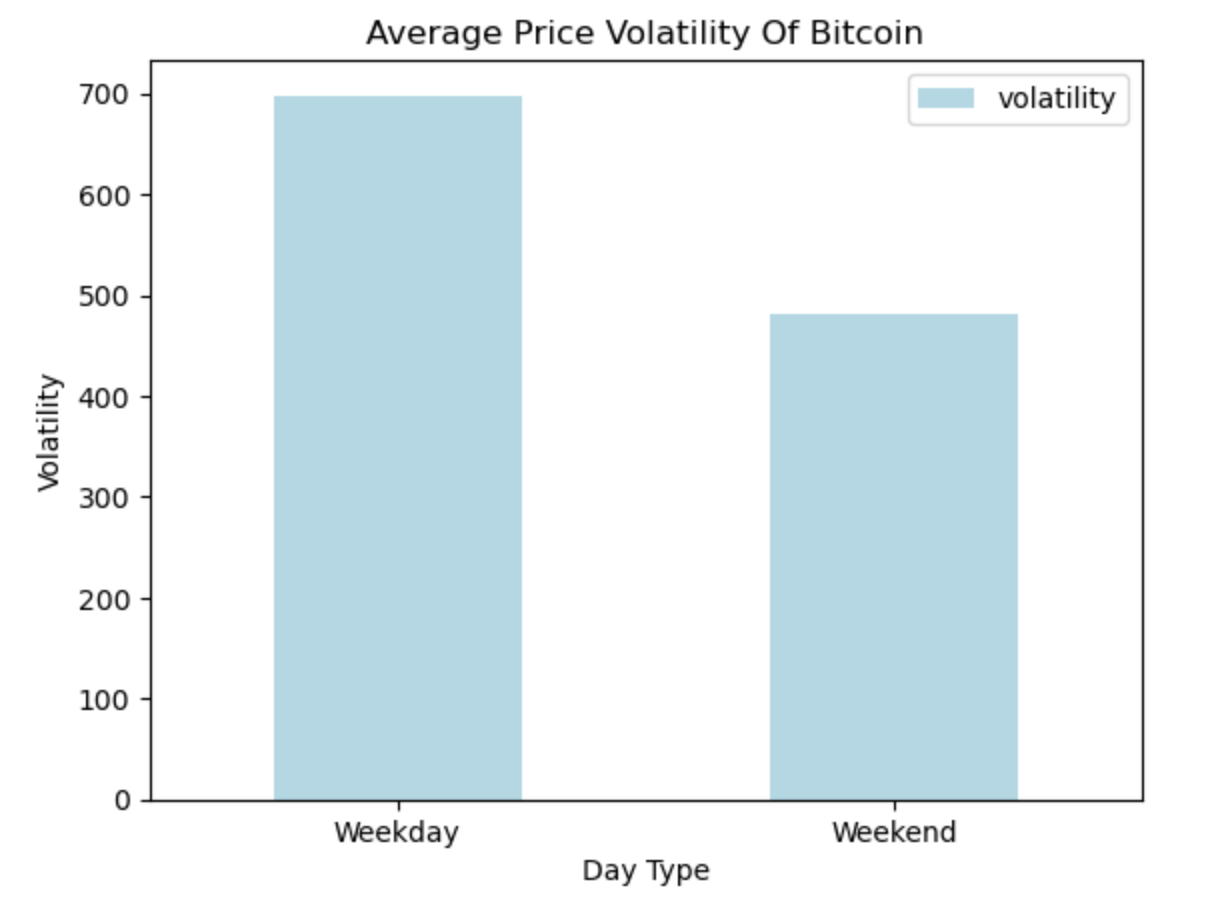 Average Price Volatility Of Bitcoin
volatility
700
600
500
400
300
200
100
0
Volatility
Weekday Weekend
Day Type